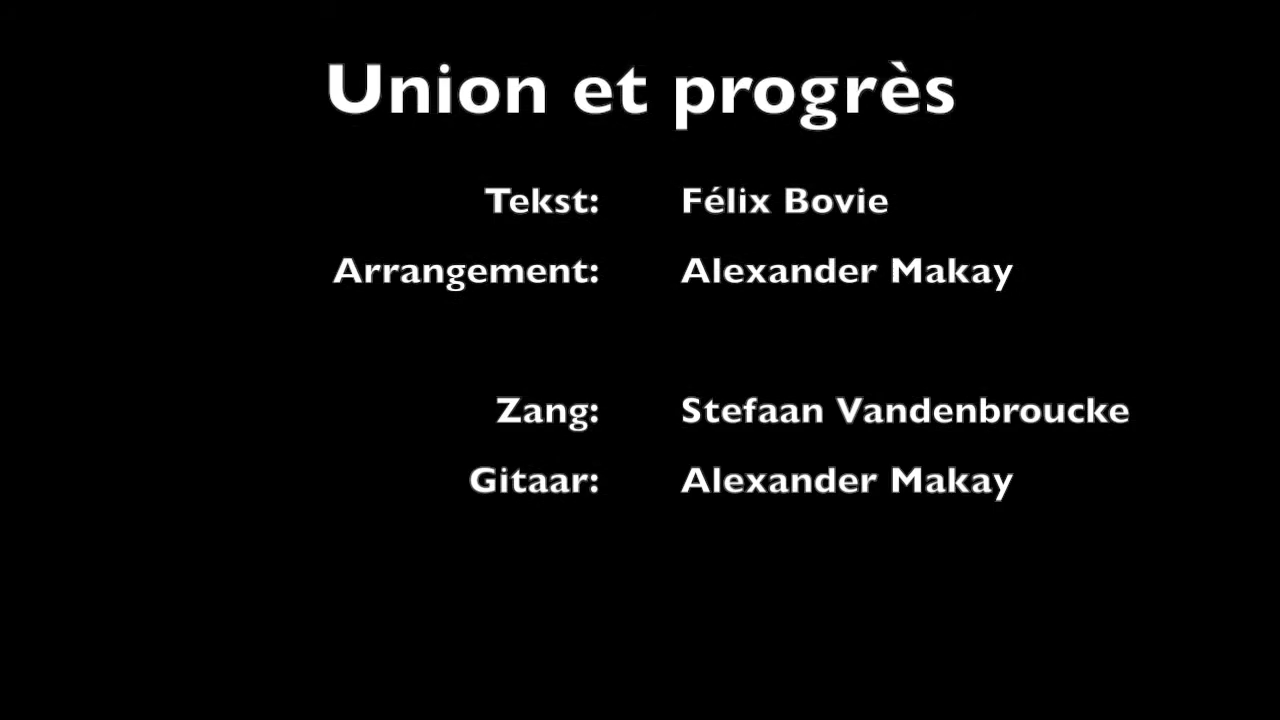 Union et progrès
Tekst: Félix Bovie
Arrangement: Alexander Makay
Zang: Stefaan Vandenbroucke
Gitaar: Alexander Makay